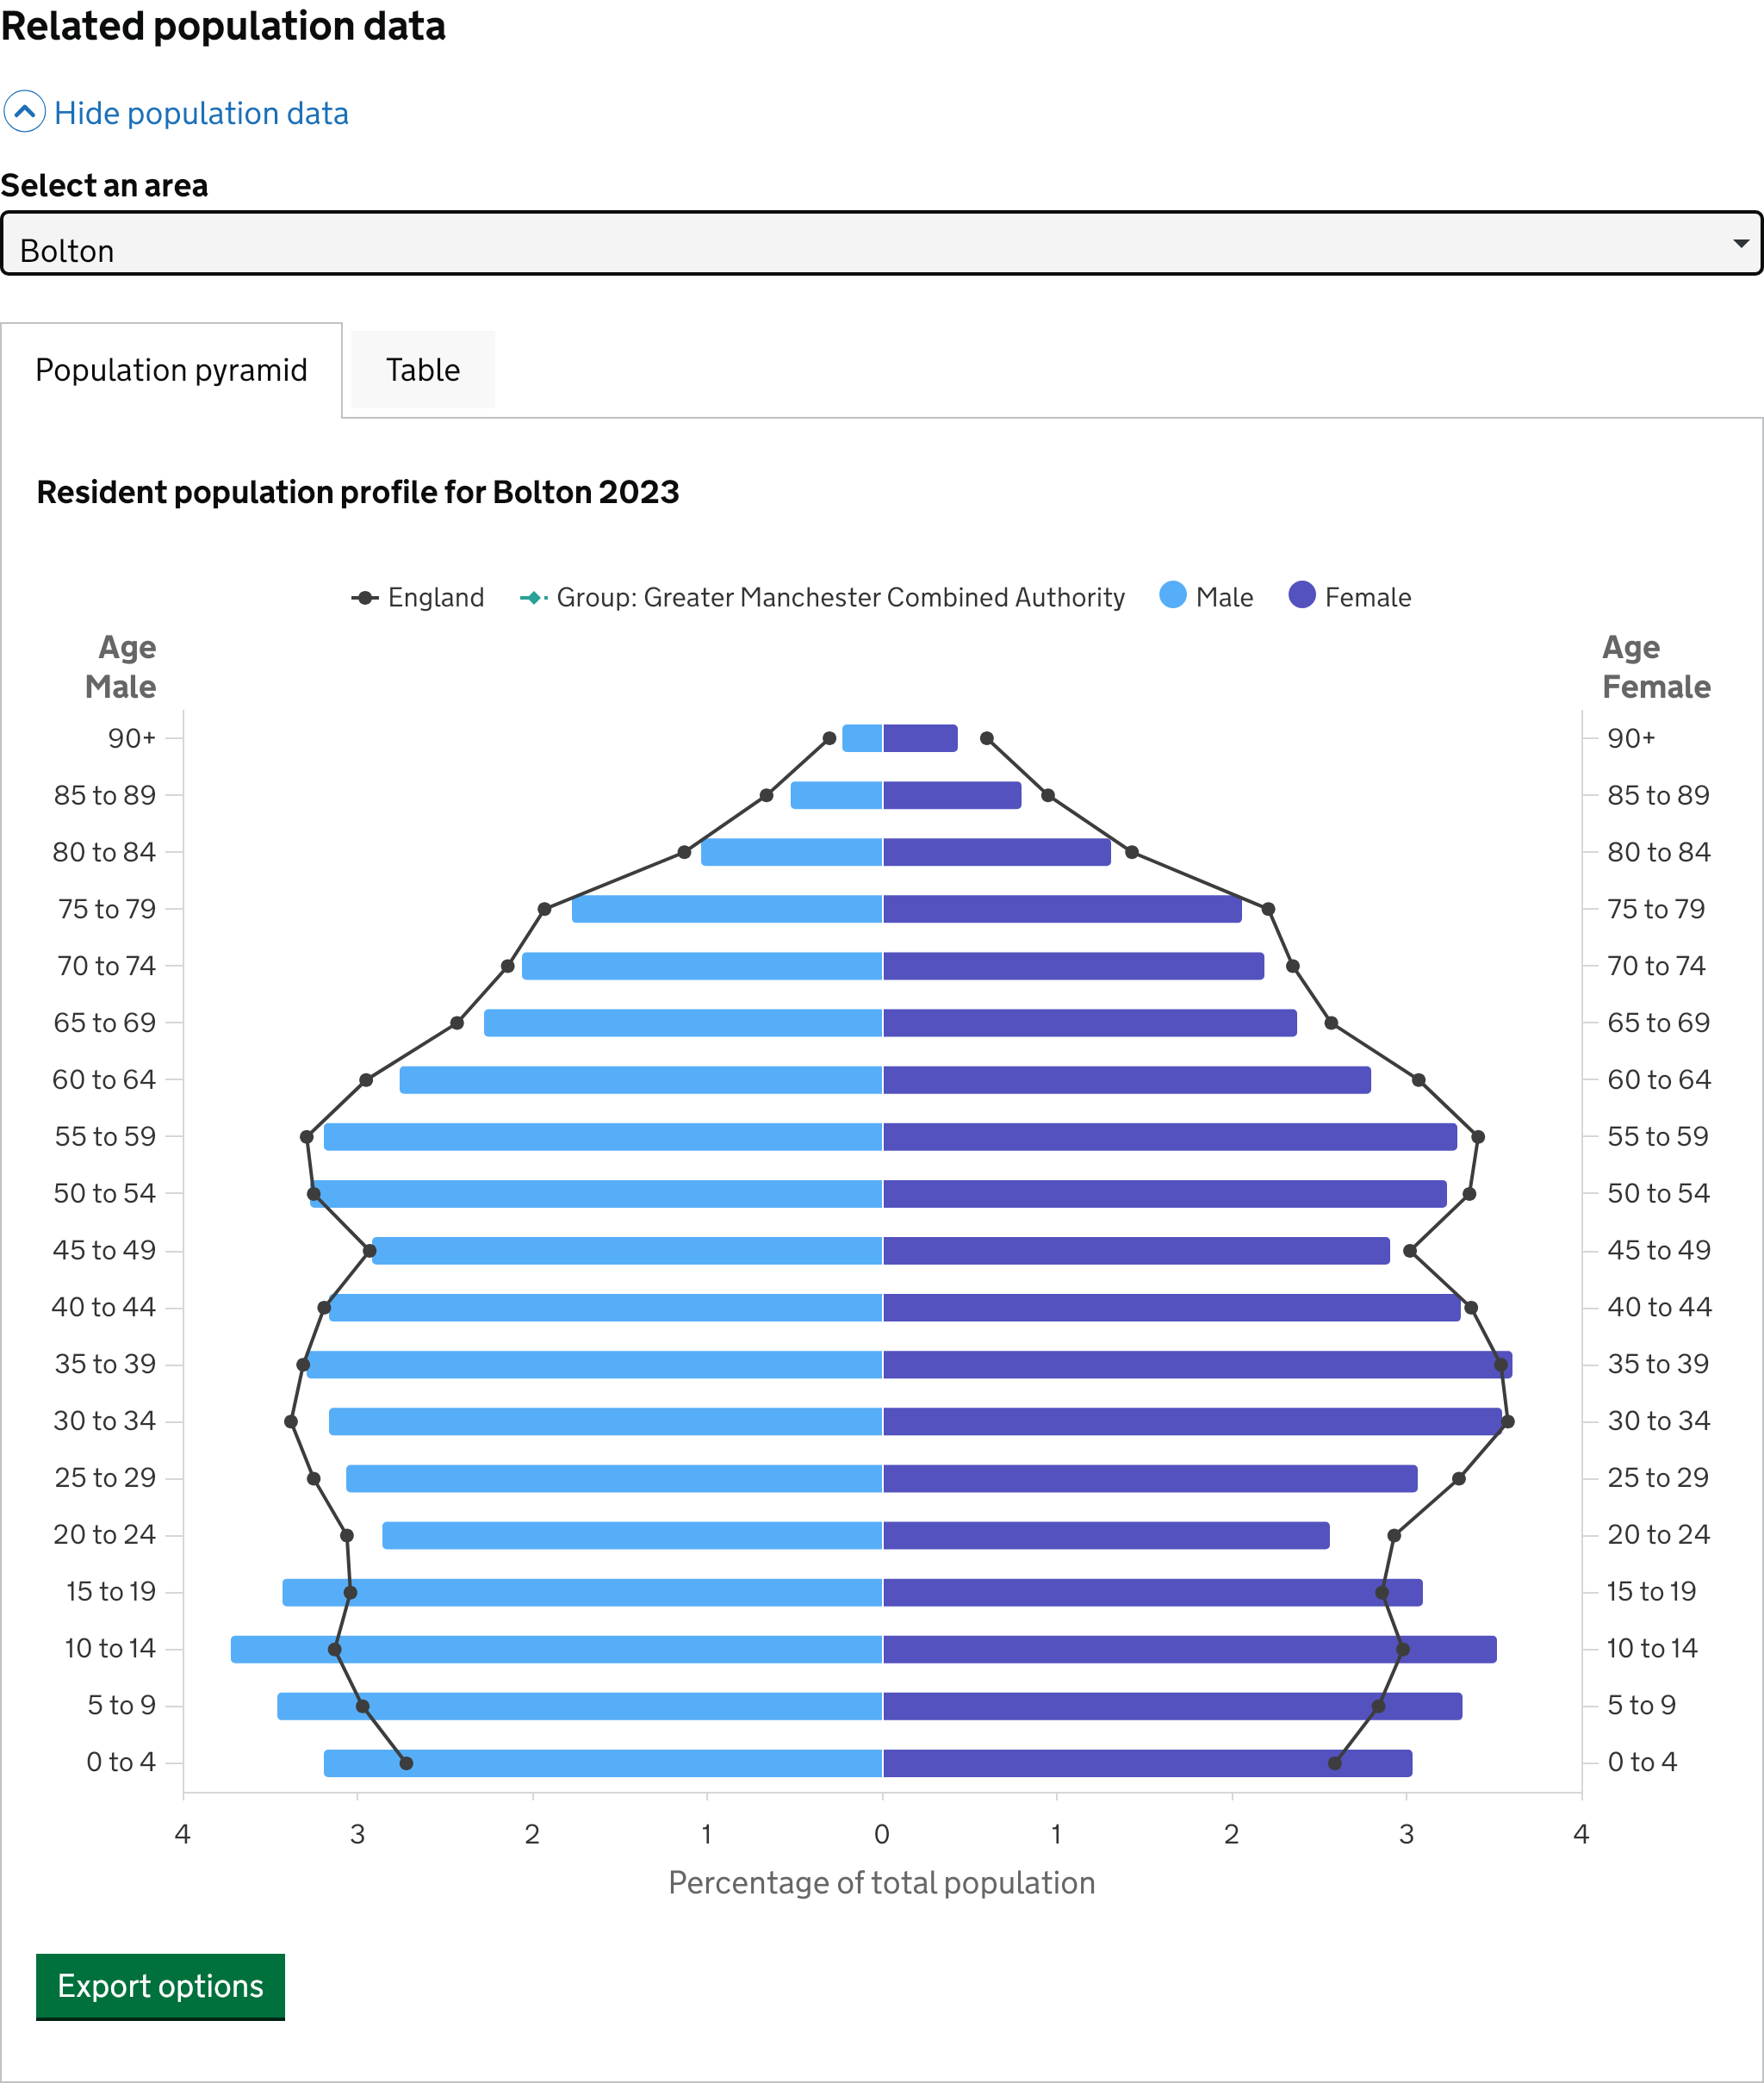 Related population data
Hide population data
Select an area
Bolton
Population pyramid Table
Resident population profile for Bolton 2023
England Group: Greater Manchester Combined Authority Male Female
Age Male Age Female
90+ 90+
85 to 89 85 to 89
80 to 84 80 to 84
75 to 79 75 to 79
70 to 74 70 to 74
65 to 69 65 to 69
60 to 64 60 to 64
55 to 59 55 to 59
50 to 54 50 to 54
45 to 49 45 to 49
40 to 44 40 to 44
35 to 39 35 to 39
30 to 34 30 to 34
25 to 29 25 to 29
20 to 24 20 to 24
15 to 19 15 to 19
10 to 14 10 to 14
5 to 9 5 to 9
0 to 4 0 to 4
4 3 2 1 0 1 2 3 4
Percentage of total population
Export options